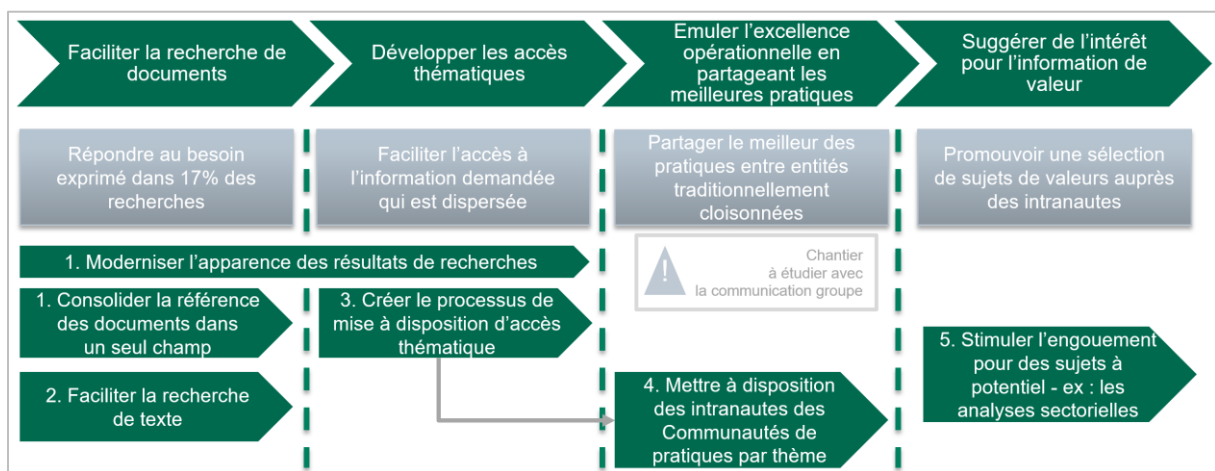 Faciliter la recherche de
documents
Développer les accès
thématiques
Emuler l'excellence
opérationnelle en
partageant les
meilleures pratiques
Suggérer de l'intérêt
pour l'information de
valeur
Répondre au besoin
exprimé dans 17% des
recherches
Faciliter l'accès à
l'information demandée
qui est dispersée
Partager le meilleur des
pratiques entre entités
traditionnellement
cloisonnées
Promouvoir une sélection
de sujets de valeurs auprès
des intranautes
1. Moderniser l'apparence des résultats de recherches
!
Chantier
à étudier avec
la communication groupe
1. Consolider la référence
des documents dans
un seul champ
3. Créer le processus de
mise à disposition d'accès
thématique
2. Faciliter la recherche
de texte
4. Mettre à disposition
des intranautes des
Communautés de
pratiques par thème
5. Stimuler l'engouement
pour des sujets à
potentiel - ex : les
analyses sectorielles